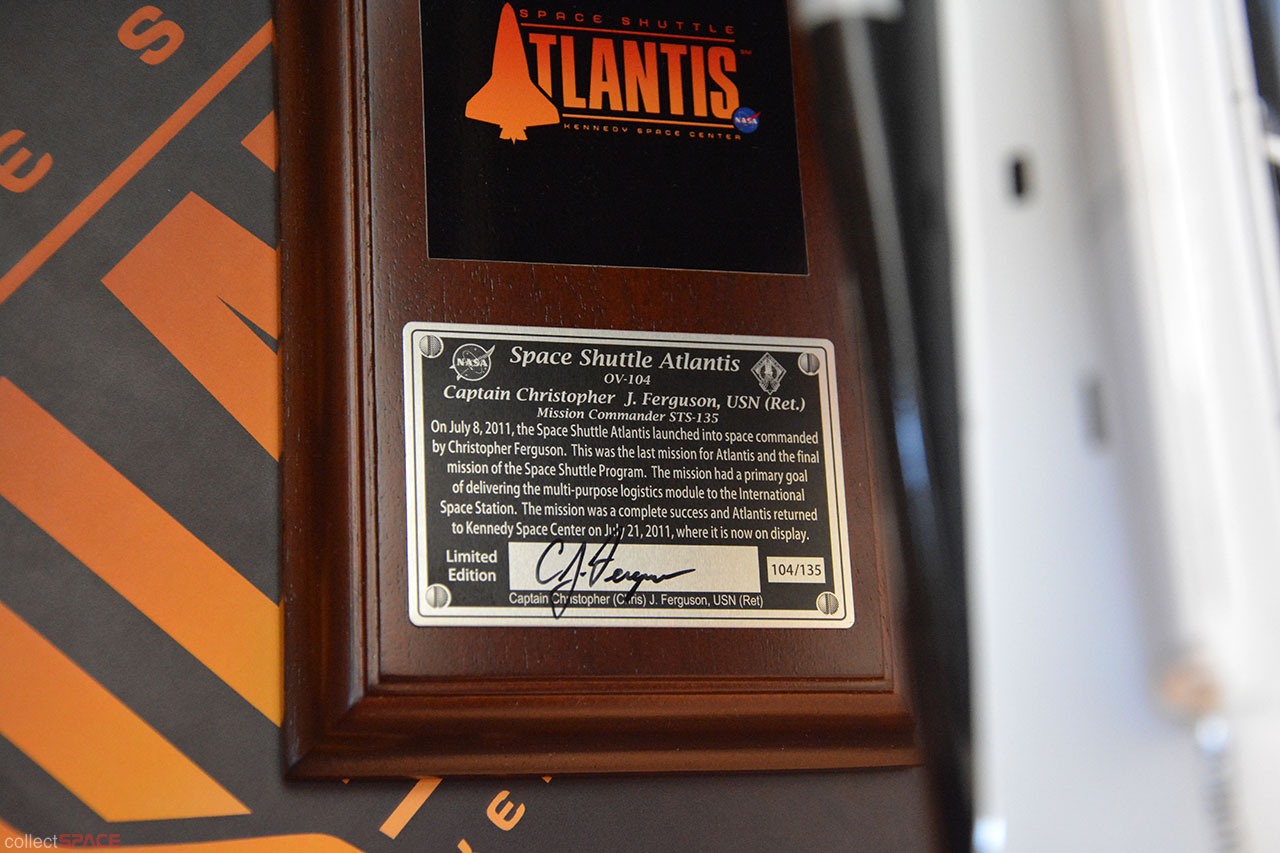 SPACE SHUTTLE
ATLANTIS SM
NASA
KENNEDY SPACE CENTER
NASA
Space Shuttle Atlantis
OV-104
Captain Christopher J. Ferguson, USN (Ret.)
Mission Commander STS-135
On July 8, 2011, the Space Shuttle Atlantis launched into space commanded
by Christopher Ferguson. This was the last mission for Atlantis and the final
mission of the Space Shuttle Program. The mission had a primary goal
of delivering the multi-purpose logistics module to the International
Space Station. The mission was a complete success and Atlantis returned
to Kennedy Space Center on July 21, 2011, where it is now on display.
Limited
Edition
C J. Ferguson
104/135
Captain Christopher (Chris) J. Ferguson, USN (Ret)
collectSPACE